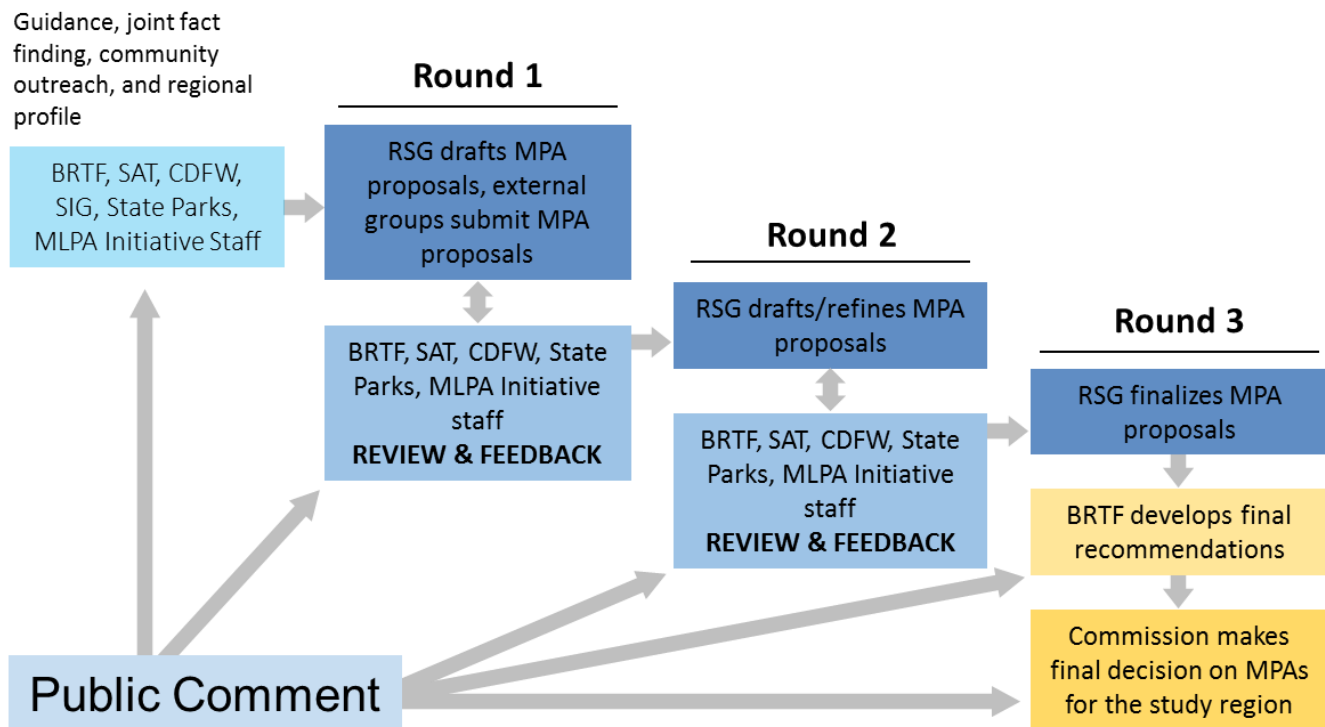 Guidance, joint fact
finding, community
outreach, and regional
profile
BRTF, SAT, CDFW,
SIG, State Parks,
MLPA Initiative Staff
Round 1
RSG drafts MPA
proposals, external
groups submit MPA
proposals
BRTF, SAT, CDFW, State
Parks, MLPA Initiative
staff
REVIEW & FEEDBACK
Round 2
RSG drafts/refines MPA
proposals
BRTF, SAT, CDFW, State
Parks, MLPA Initiative
staff
REVIEW & FEEDBACK
Round 3
RSG finalizes MPA
proposals
BRTF develops final
recommendations
Commission makes
final decision on MPAs
for the study region
Public Comment